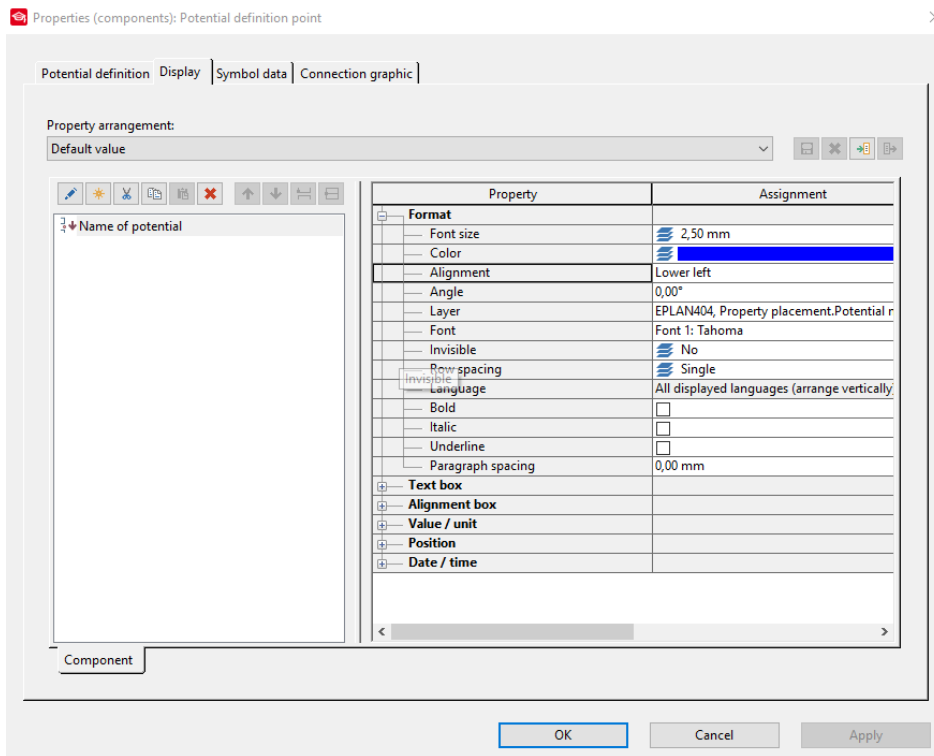 Properties (components): Potential definition point
Potential definition Display Symbol data Connection graphic
Property arrangement:
Default value
Name of potential
Property Assignment
Format
Font size 2,50 mm
Color
Alignment Lower left
Angle 0,00°
Layer EPLAN404, Property placement.Potential
Font Font 1: Tahoma
Invisible No
Row spacing Single
Invisible
Language All displayed languages (arrange vertically)
Bold
Italic
Underline
Paragraph spacing 0,00 mm
Text box
Alignment box
Value / unit
Position
Date / time
Component
OK Cancel Apply